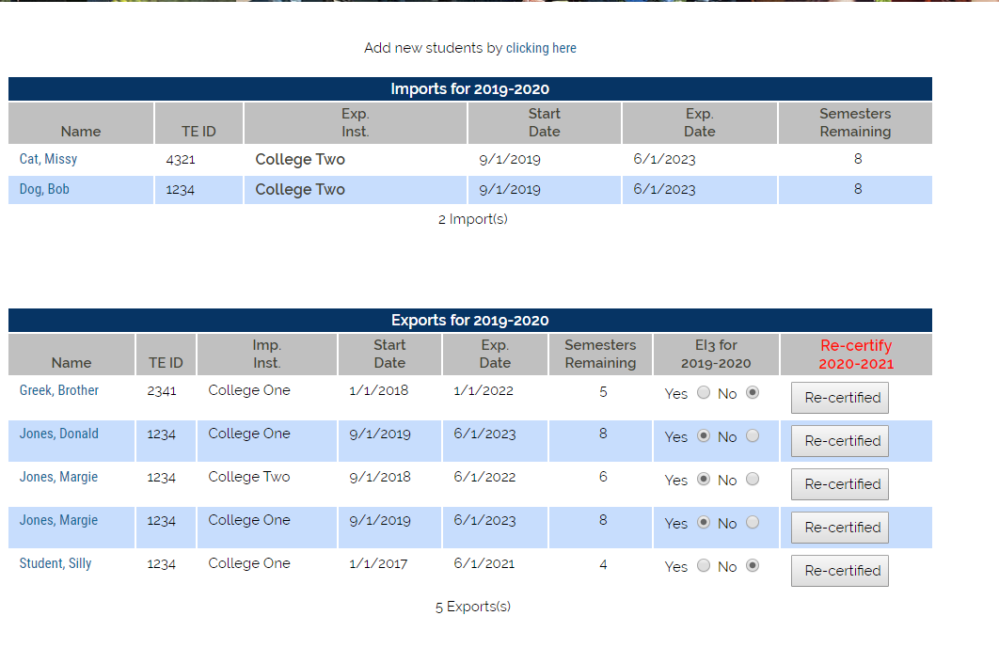 Add new students by clicking here
Imports for 2019-2020
Name TE ID Exp. Inst. Start Date Exp. Date Semesters Remaining
Cat, Missy 4321 College Two 9/1/2019 6/1/2023 8
Dog, Bob 1234 College Two 9/1/2019 6/1/2023 8
2 Import(s)
Exports for 2019-2020
Name TE ID Imp. Inst. Start Date Exp. Date Semesters Remaining EI3 for 2019-2020 Re-certify 2020-2021
Greek, Brother 2341 College One 1/1/2018 1/1/2022 5 Yes No Re-certified
Jones, Donald 1234 College One 9/1/2019 6/1/2023 8 Yes No Re-certified
Jones, Margie 1234 College Two 9/1/2018 6/1/2022 6 Yes No Re-certified
Jones, Margie 1234 College One 9/1/2019 6/1/2023 8 Yes No Re-certified
Student, Silly 1234 College One 1/1/2017 6/1/2021 4 Yes No Re-certified
5 Exports(s)